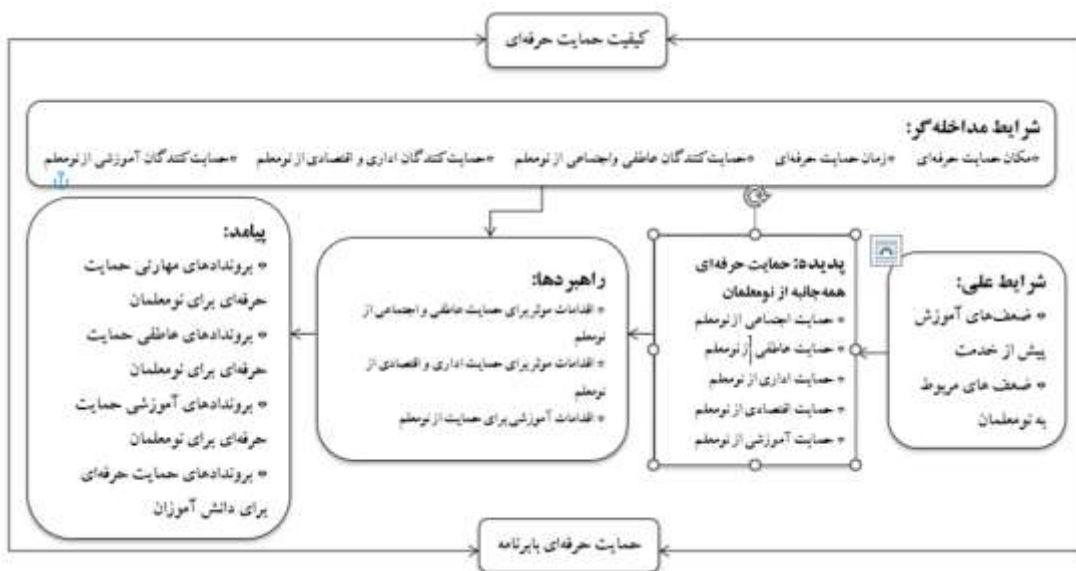 کیفیت حمایت حرفه‌ای
شرایط مداخله‌گر:
*مکان حمایت حرفه‌ای *زمان حمایت حرفه‌ای *حمایت‌کنندگان عاطفی واجتماعی از نومعلم *حمایت‌کنندگان اداری و اقتصادی از نومعلم *حمایت‌کنندگان آموزشی از نومعلم
شرایط علی:
* ضعف‌های آموزش
پیش از خدمت
* ضعف های مربوط
به نومعلمان
پدیده: حمایت حرفه‌ای
همه‌جانبه از نومعلمان
* حمایت اجتماعی از نومعلم
* حمایت عاطفی از نومعلم
* حمایت اداری از نومعلم
* حمایت اقتصادی از نومعلم
* حمایت آموزشی از نومعلم
راهبردها:
* اقدامات موثر برای حمایت عاطفی و اجتماعی از
نومعلم
* اقدامات موثر برای حمایت اداری و اقتصادی از
نومعلم
* اقدامات آموزشی برای حمایت از نومعلم
پیامد:
* بروندادهای مهارتی حمایت
حرفه‌ای برای نومعلمان
* بروندادهای عاطفی حمایت
حرفه‌ای برای نومعلمان
* بروندادهای آموزشی حمایت
حرفه‌ای برای نومعلمان
* بروندادهای حمایت حرفه‌ای
برای دانش آموزان
حمایت حرفه‌ای بابرنامه